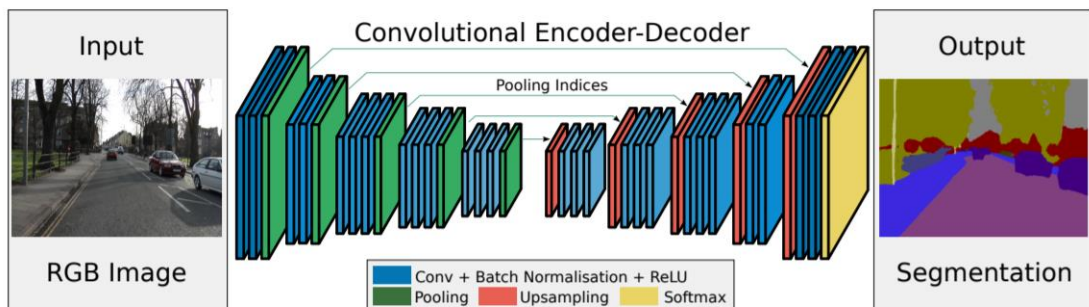 Input
RGB Image
Convolutional Encoder-Decoder
Pooling Indices
Conv + Batch Normalisation + ReLU
Pooling Upsampling Softmax
Output
Segmentation